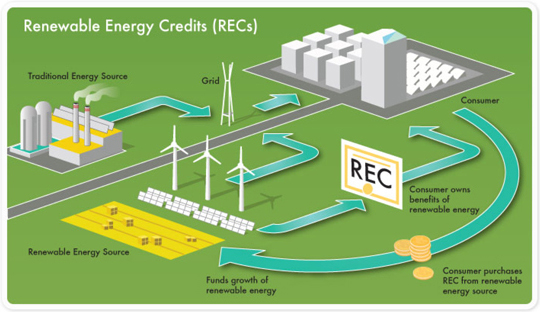 Renewable Energy Credits (RECs)
Traditional Energy Source
Grid
Consumer
REC
Consumer owns
benefits of
renewable energy
Renewable Energy Source
Funds growth of
renewable energy
Consumer purchases
REC from renewable
energy source